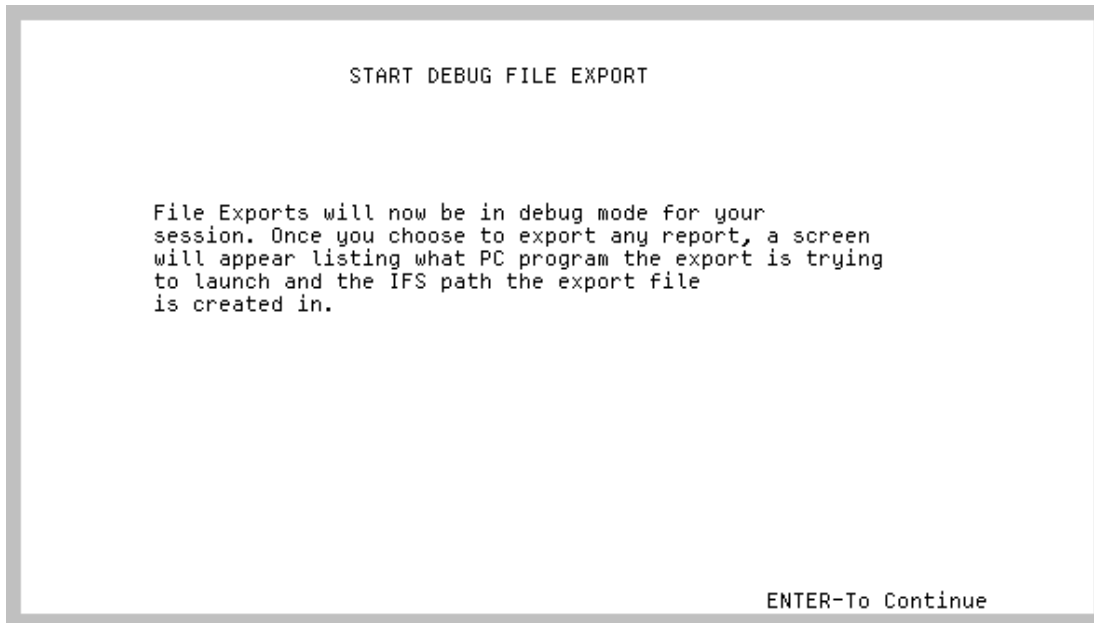 START DEBUG FILE EXPORT
File Exports will now be in debug mode for your
session. Once you choose to export any report, a screen
will appear listing what PC program the export is trying
to launch and the IFS path the export file
is created in.
ENTER-To Continue